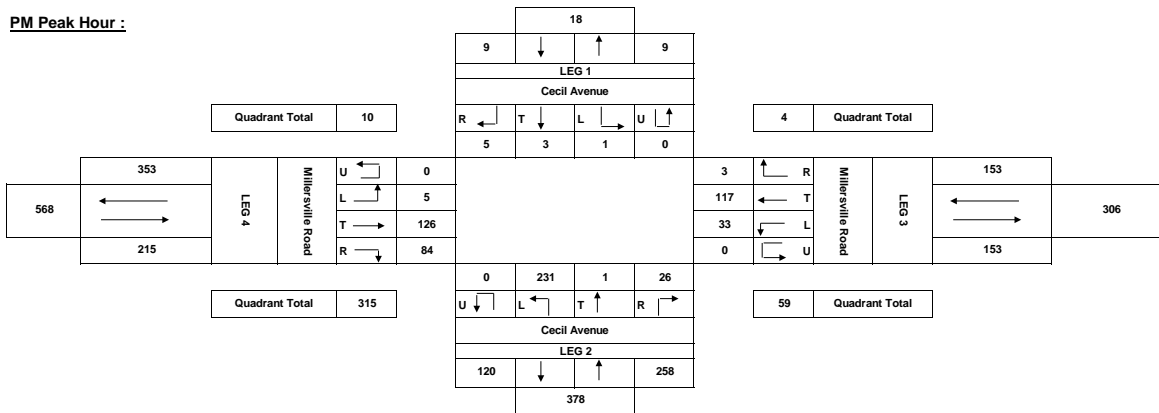 PM Peak Hour :
18
9 9
LEG 1
Cecil Avenue
Quadrant Total 10
R T L U
4 Quadrant Total
5 3 1 0
353
U 0
3 R
153
568
LEG 4
Millersville Road
L 5
117 T
Millersville Road
LEG 3
306
T 126
33 L
215
R 84
0 U
153
0 231 1 26
Quadrant Total 315
U L T R
59 Quadrant Total
Cecil Avenue
LEG 2
120 258
378